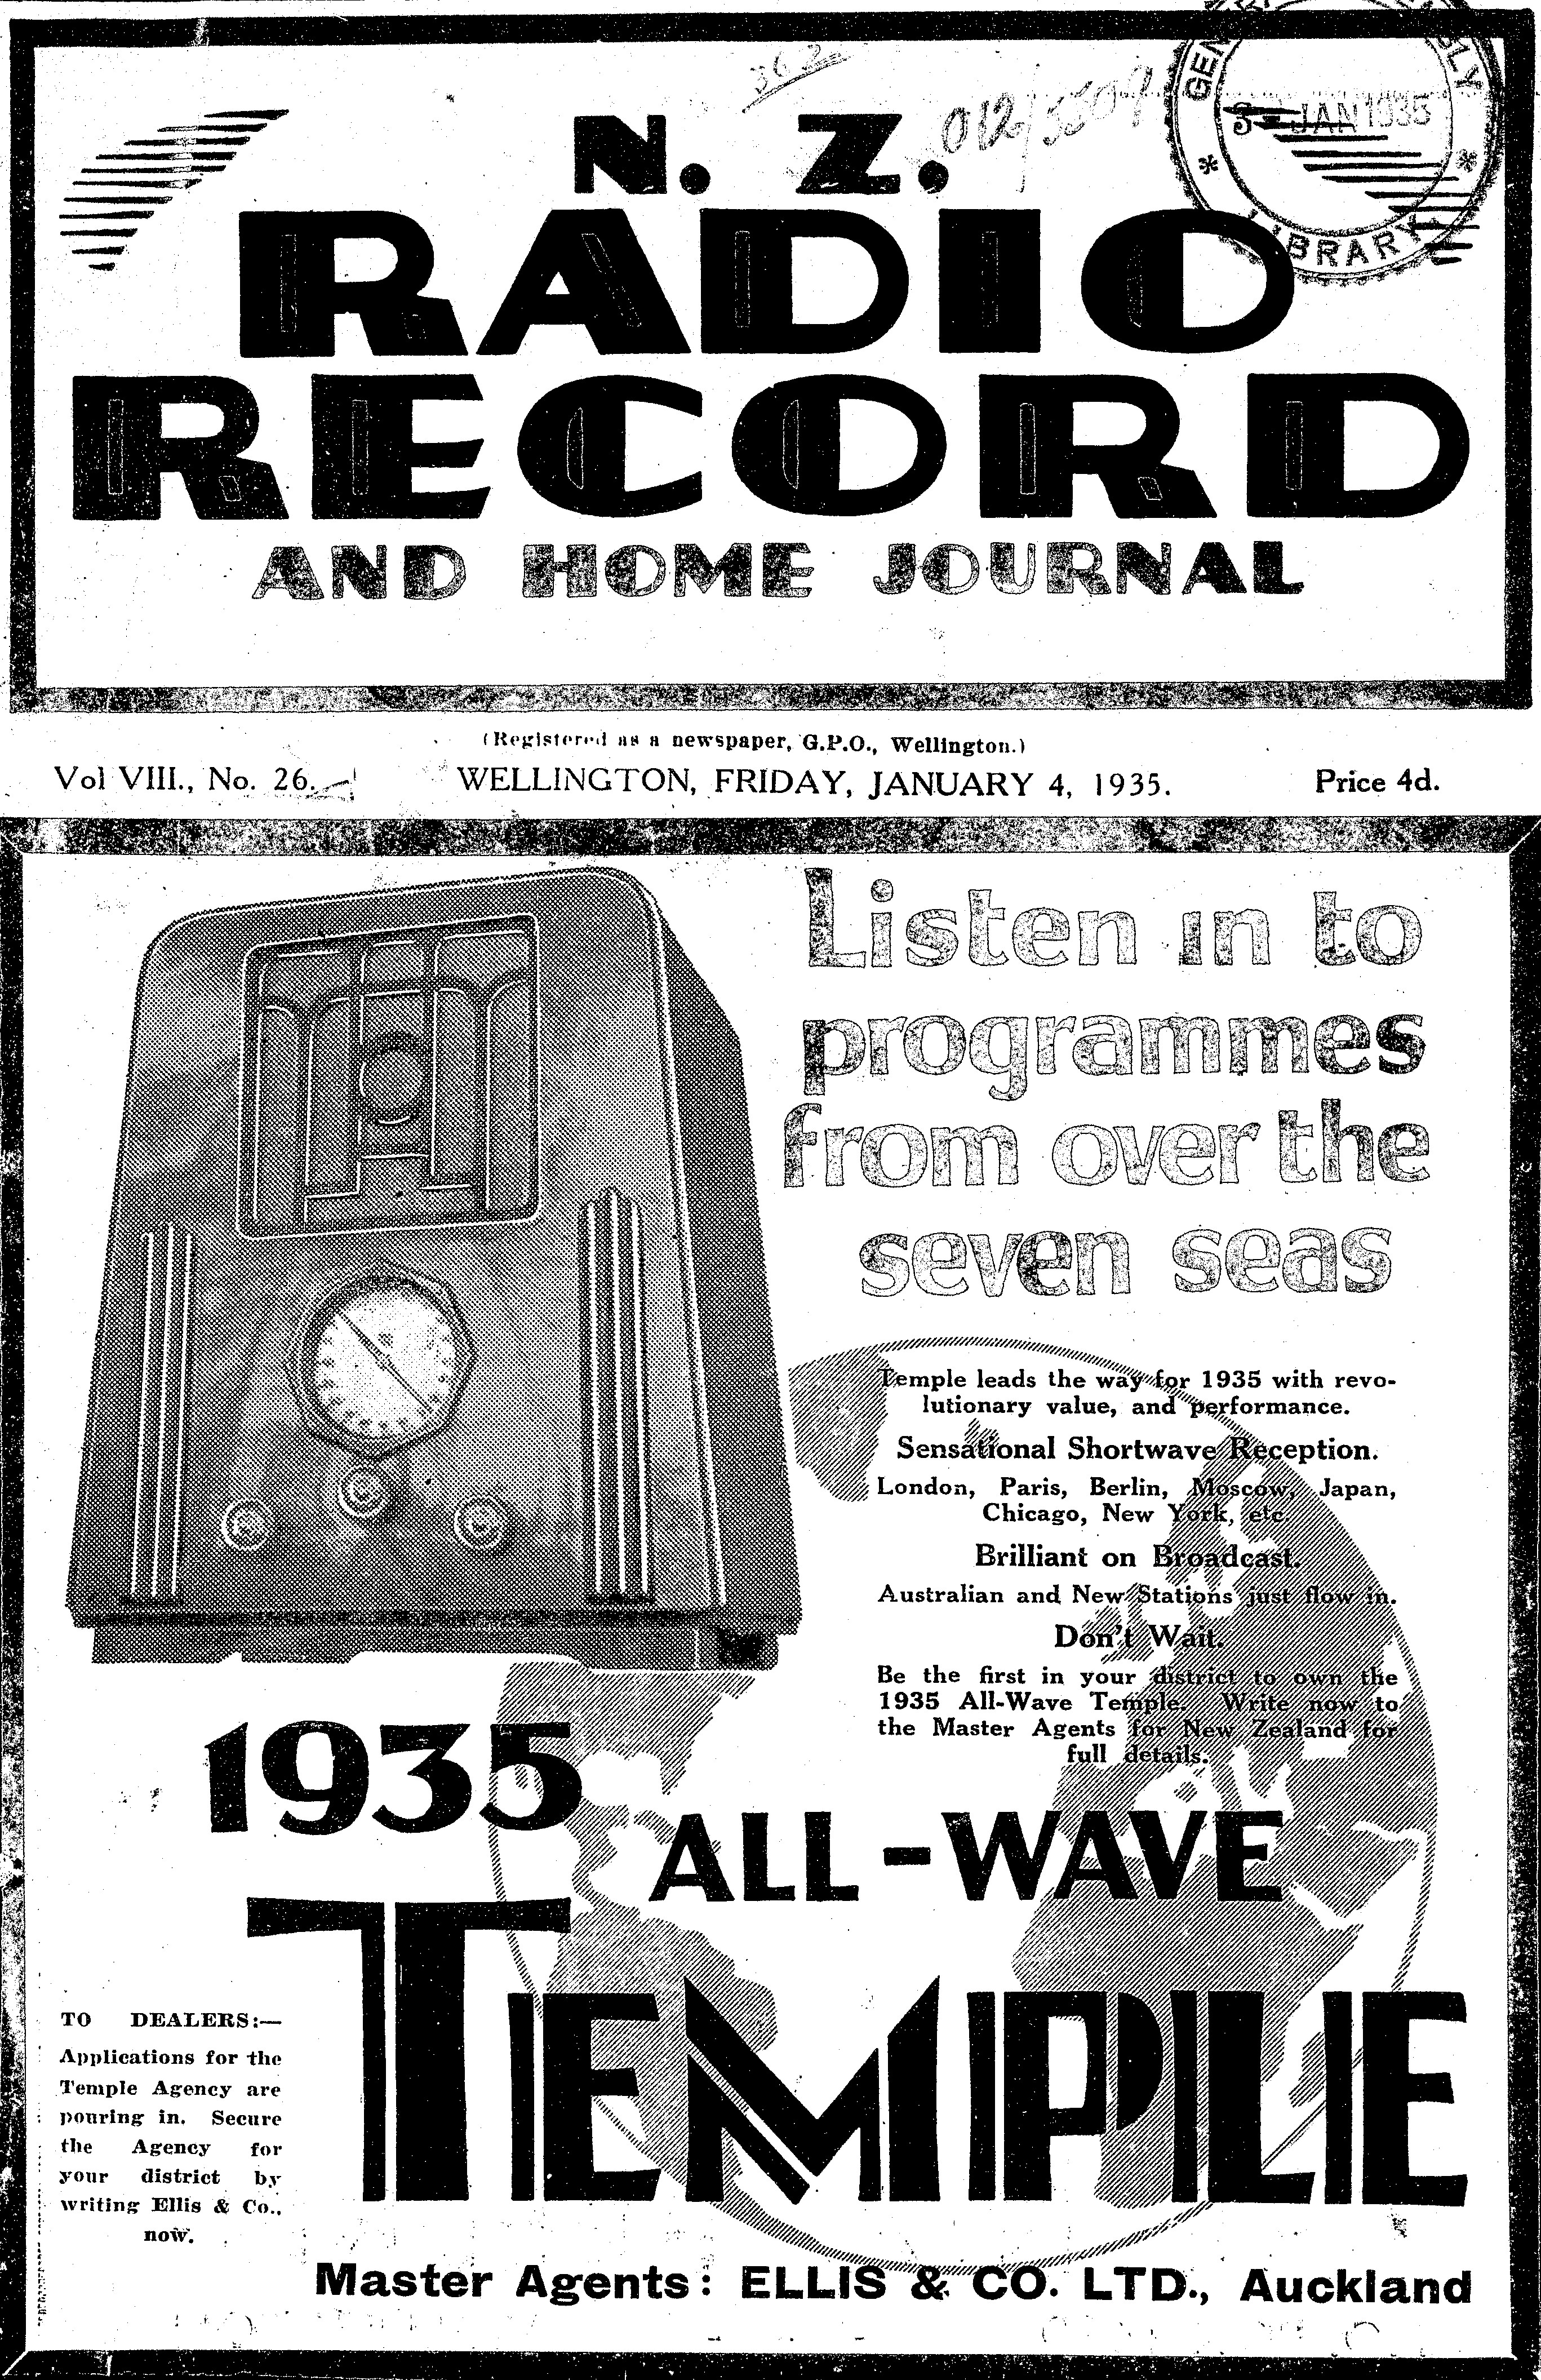 362
N. Z.
RADIO
RECORD
AND HOME JOURNAL
3 - JAN 1935
LIBRARY
(Registered as a newspaper, G.P.O., Wellington.)
Vol VIII., No. 26. WELLINGTON, FRIDAY, JANUARY 4, 1935. Price 4d.
Listen in to
programmes
from over the
seven seas
Temple leads the way for 1935 with revo-
lutionary value, and performance.
Sensational Shortwave Reception.
London, Paris, Berlin, Moscow, Japan,
Chicago, New York, etc.
Brilliant on Broadcast.
Australian and New Stations just flow in.
Don't Wait.
Be the first in your district to own the
1935 All-Wave Temple. Write now to
the Master Agents for New Zealand for
full details.
1935
ALL-WAVE
TEMPLE
TO DEALERS:—
Applications for the
Temple Agency are
pouring in. Secure
the Agency for
your district by
writing Ellis & Co.,
now.
Master Agents: ELLIS & CO. LTD., Auckland